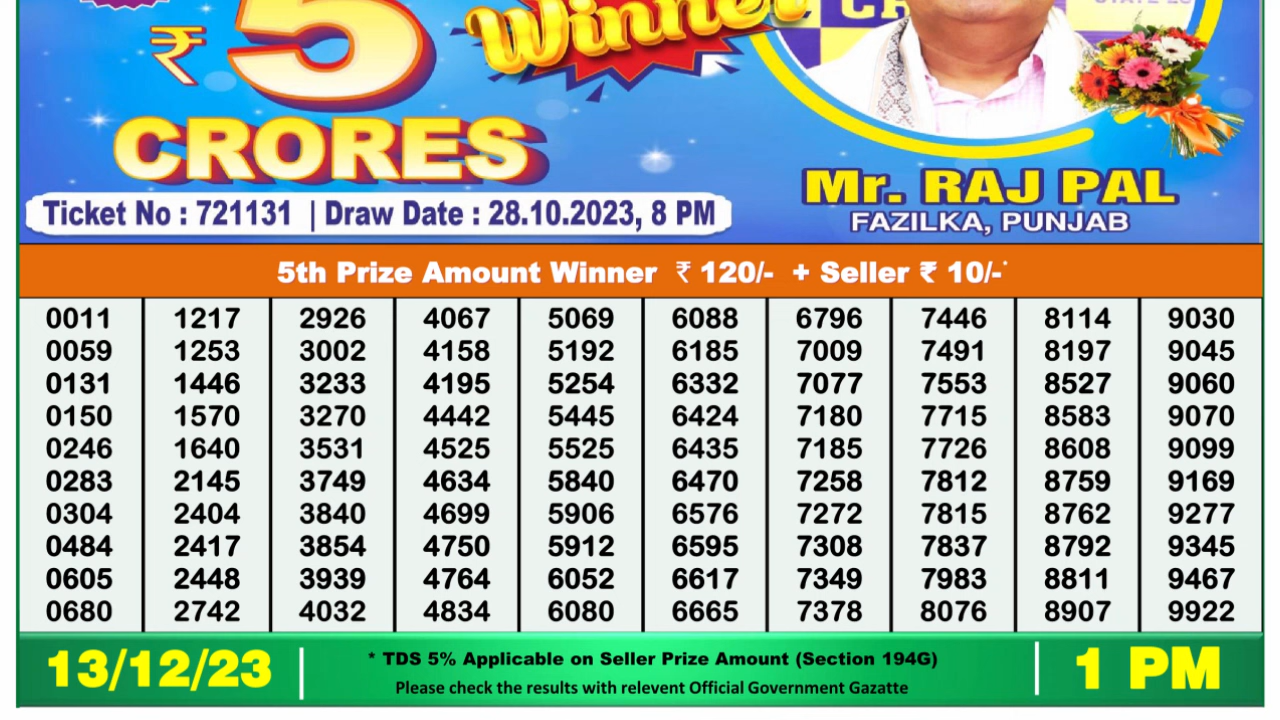 ₹ 5
Winner
CRORES
Mr. RAJ PAL
FAZILKA, PUNJAB
Ticket No : 721131 | Draw Date : 28.10.2023, 8 PM
5th Prize Amount Winner ₹ 120/- + Seller ₹ 10/-*
0011 1217 2926 4067 5069 6088 6796 7446 8114 9030
0059 1253 3002 4158 5192 6185 7009 7491 8197 9045
0131 1446 3233 4195 5254 6332 7077 7553 8527 9060
0150 1570 3270 4442 5445 6424 7180 7715 8583 9070
0246 1640 3531 4525 5525 6435 7185 7726 8608 9099
0283 2145 3749 4634 5840 6470 7258 7812 8759 9169
0304 2404 3840 4699 5906 6576 7272 7815 8762 9277
0484 2417 3854 4750 5912 6595 7308 7837 8792 9345
0605 2448 3939 4764 6052 6617 7349 7983 8811 9467
0680 2742 4032 4834 6080 6665 7378 8076 8907 9922
13/12/23
* TDS 5% Applicable on Seller Prize Amount (Section 194G)
Please check the results with relevent Official Government Gazatte
1 PM